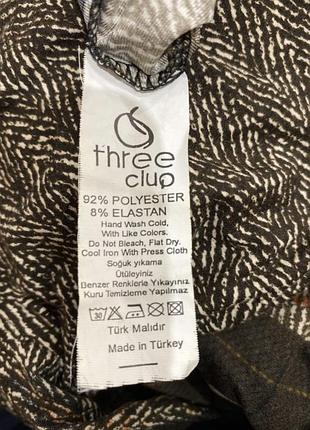 three
clup
92% POLYESTER
8% ELASTAN
Hand Wash Cold,
With Like Colors.
Do Not Bleach, Flat Dry.
Cool Iron With Press Cloth
Soğuk yıkama
Ütüleyiniz
Benzer Renklerle Yıkayınız
Kuru Temizleme Yapılmaz
30
Türk Malıdır
Made in Turkey